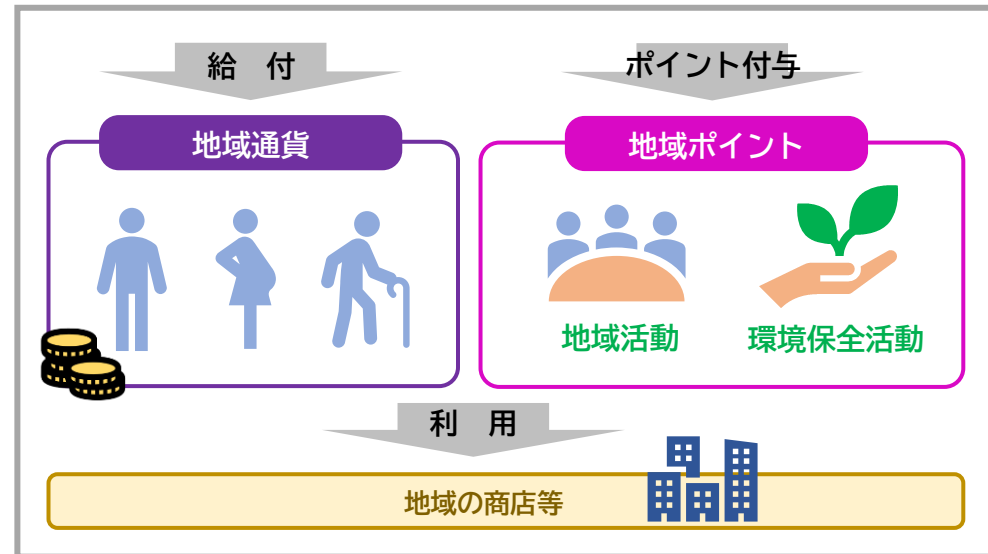 給　付
ポイント付与
地域通貨
地域ポイント
地域活動
環境保全活動
利　用
地域の商店等